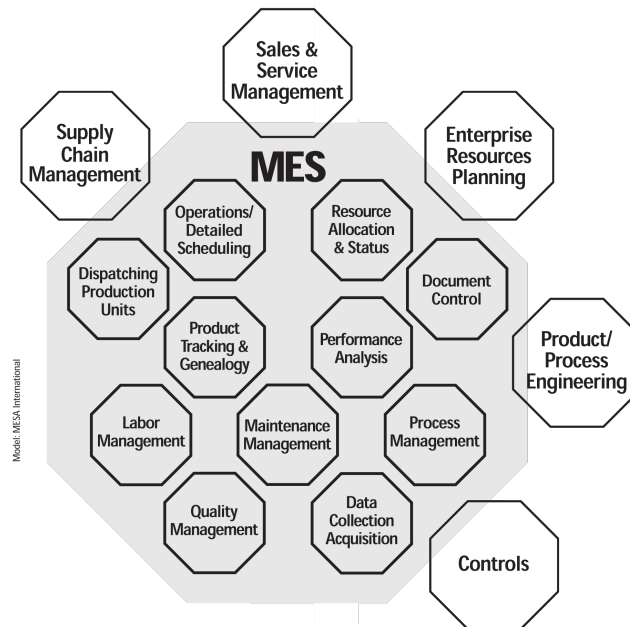 Sales &
Service
Management
Supply
Chain
Management
Enterprise
Resources
Planning
MES
Operations/
Detailed
Scheduling
Resource
Allocation
& Status
Dispatching
Production
Units
Document
Control
Product
Tracking &
Genealogy
Performance
Analysis
Product/
Process
Engineering
Labor
Management
Maintenance
Management
Process
Management
Quality
Management
Data
Collection
Acquisition
Controls
Model: MESA International